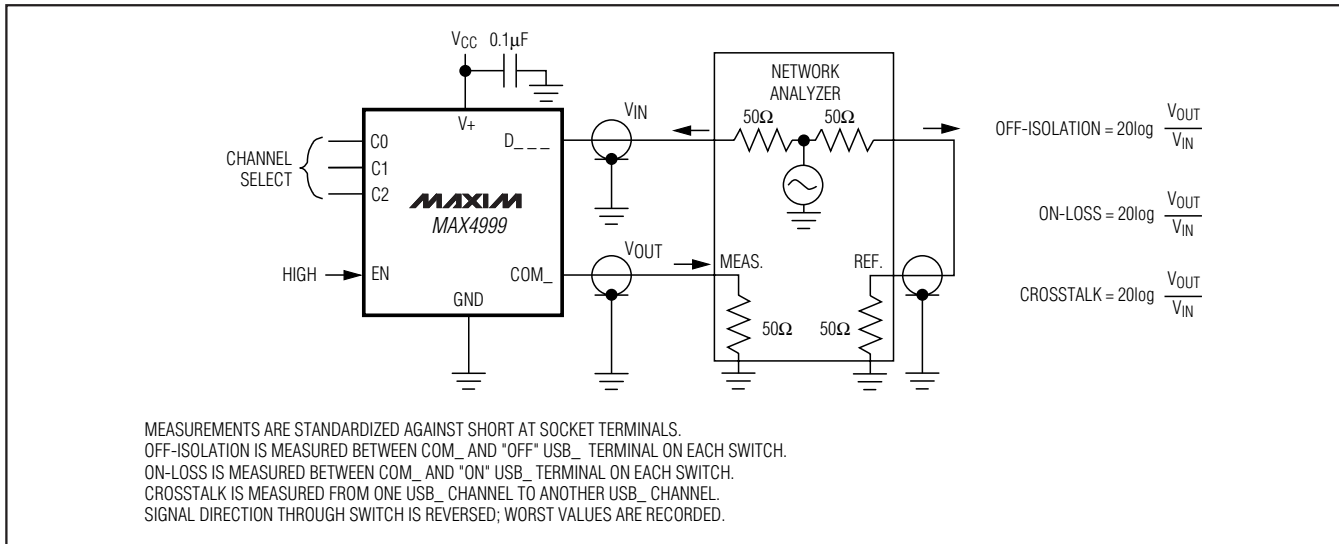 VCC 0.1µF
V+
C0
C1
C2
CHANNEL
SELECT
MAXIM
MAX4999
HIGH
EN
GND
D_ _ _
COM_
VIN
VOUT
NETWORK
ANALYZER
50Ω 50Ω
MEAS. REF.
50Ω 50Ω
OFF-ISOLATION = 20log VOUT
VIN
ON-LOSS = 20log VOUT
VIN
CROSSTALK = 20log VOUT
VIN
MEASUREMENTS ARE STANDARDIZED AGAINST SHORT AT SOCKET TERMINALS.
OFF-ISOLATION IS MEASURED BETWEEN COM_ AND "OFF" USB_ TERMINAL ON EACH SWITCH.
ON-LOSS IS MEASURED BETWEEN COM_ AND "ON" USB_ TERMINAL ON EACH SWITCH.
CROSSTALK IS MEASURED FROM ONE USB_ CHANNEL TO ANOTHER USB_ CHANNEL.
SIGNAL DIRECTION THROUGH SWITCH IS REVERSED; WORST VALUES ARE RECORDED.